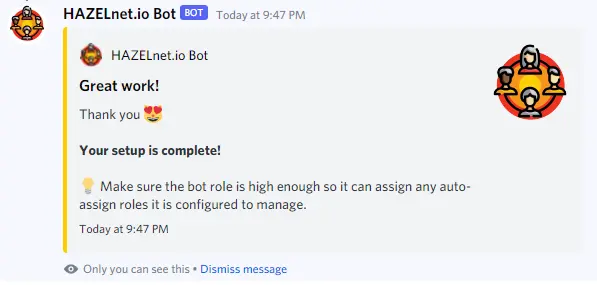 HAZELnet.io Bot BOT Today at 9:47 PM
HAZELnet.io Bot
Great work!
Thank you 😻
Your setup is complete!
💡 Make sure the bot role is high enough so it can assign any auto-
assign roles it is configured to manage.
Today at 9:47 PM
Only you can see this • Dismiss message